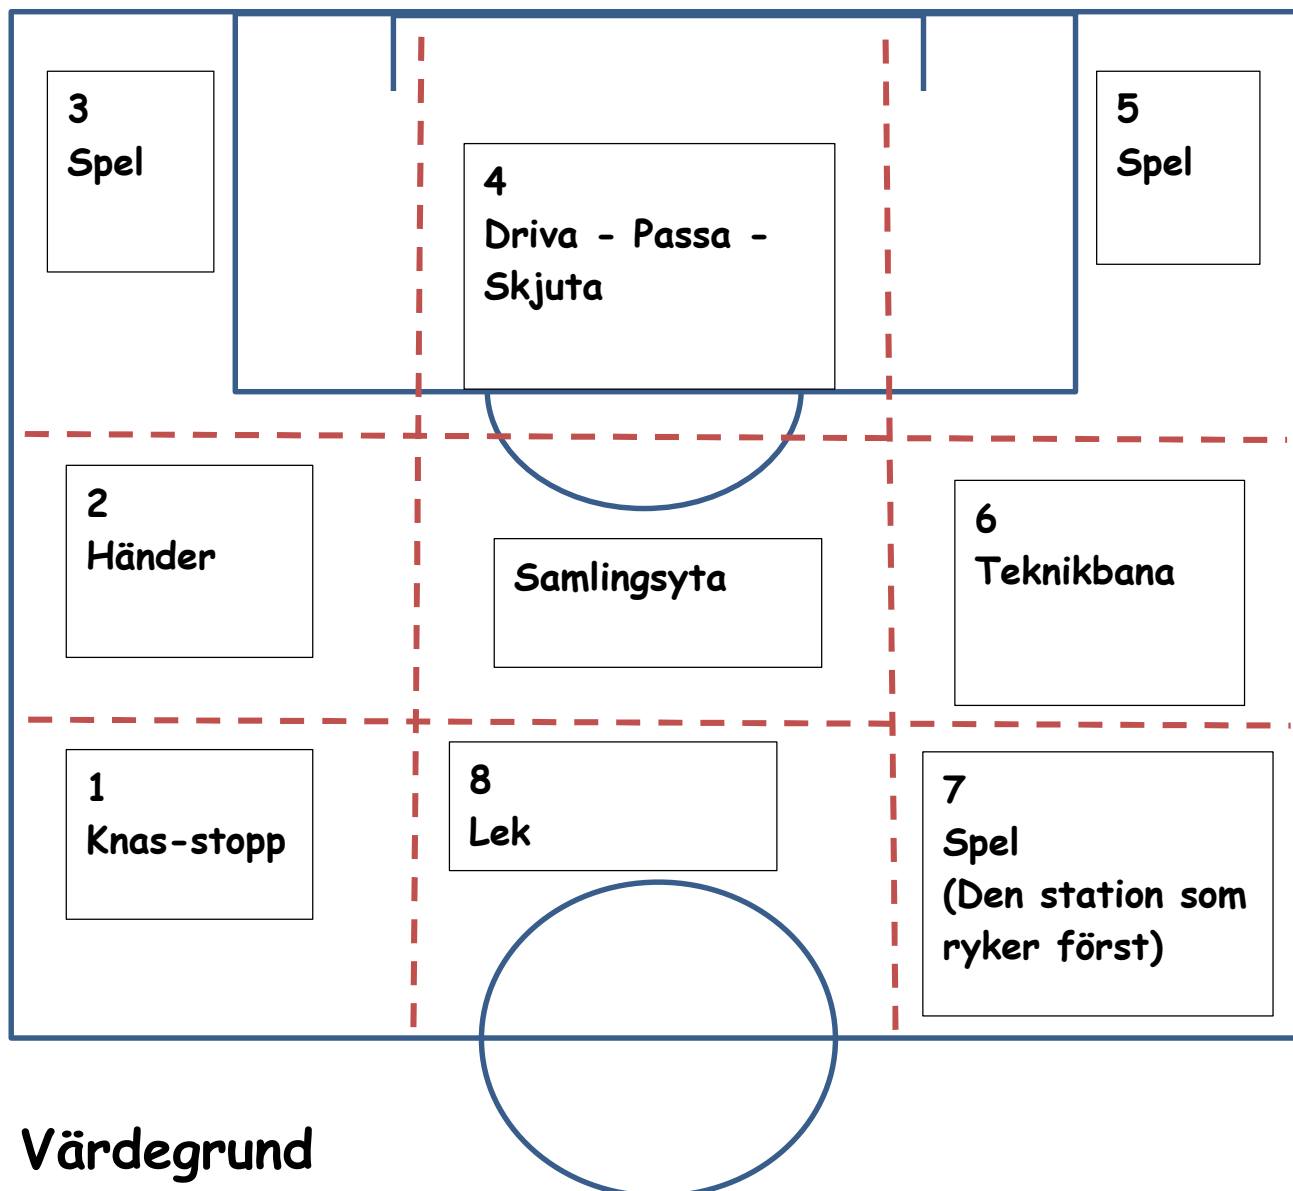 3
Spel
5
Spel
4
Driva - Passa -
Skjuta
2
Händer
Samlingsyta
6
Teknikbana
1
Knas-stopp
8
Lek
7
Spel
(Den station som
ryker först)
Värdegrund